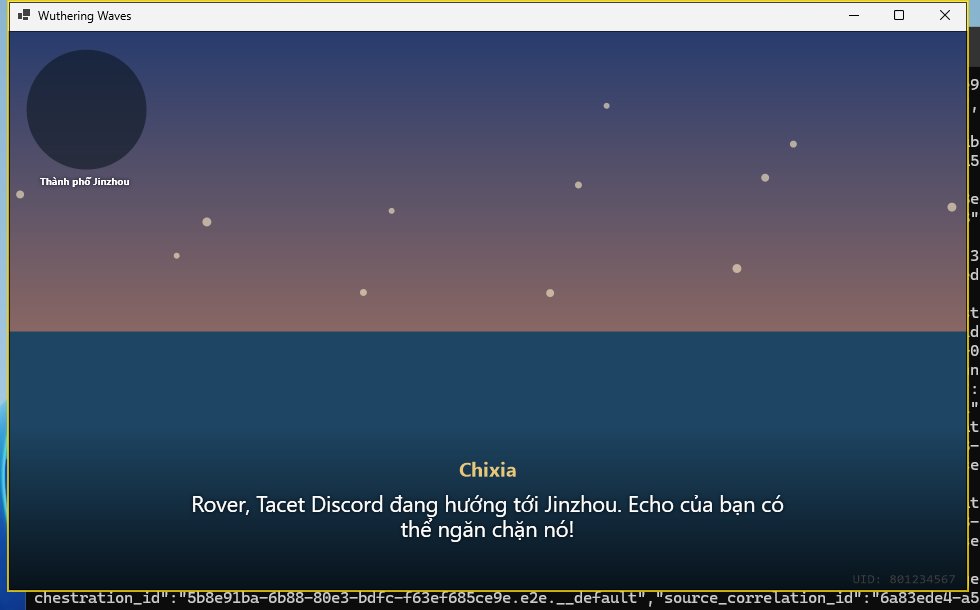 Wuthering Waves
Thành phố Jinzhou
Chixia
Rover, Tacet Discord đang hướng tới Jinzhou. Echo của bạn có
thể ngăn chặn nó!
UID: 801234567
chestration_id":"5b8e91ba-6b88-80e3-bdfc-f63ef685ce9e.e2e.__default","source_correlation_id":"6a83ede4-a